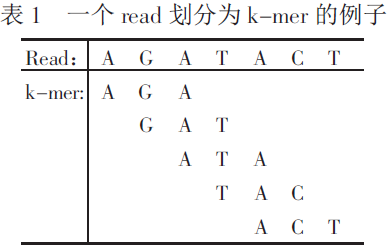 表 1 一个 read 划分为 k-mer 的例子
Read: A G A T A C T
k-mer: A G A
G A T
A T A
T A C
A C T